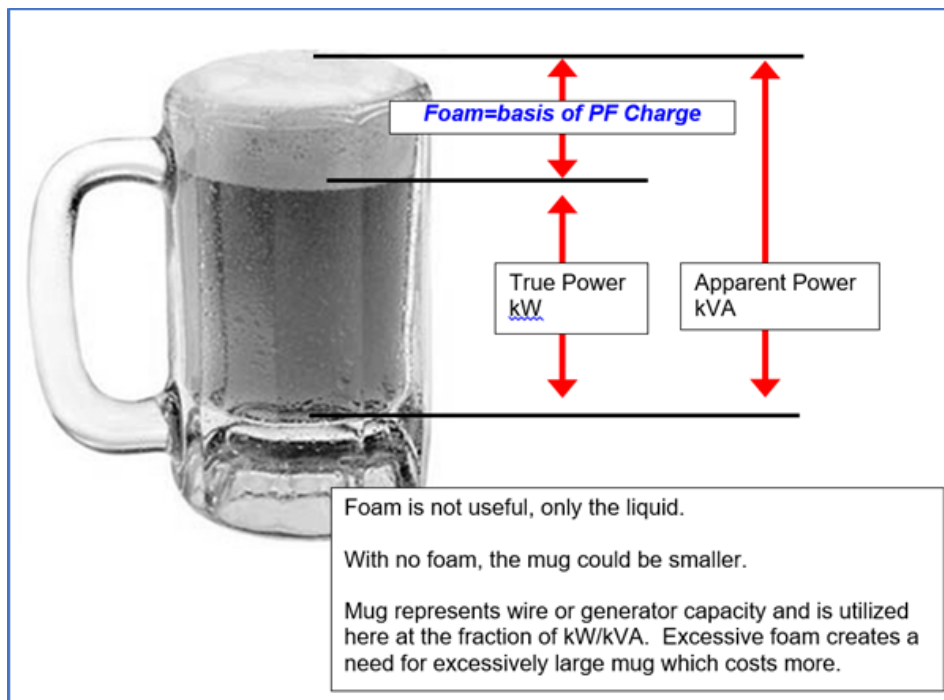 Foam=basis of PF Charge
True Power
kW
Apparent Power
kVA
Foam is not useful, only the liquid.
With no foam, the mug could be smaller.
Mug represents wire or generator capacity and is utilized
here at the fraction of kW/kVA.  Excessive foam creates a
need for excessively large mug which costs more.